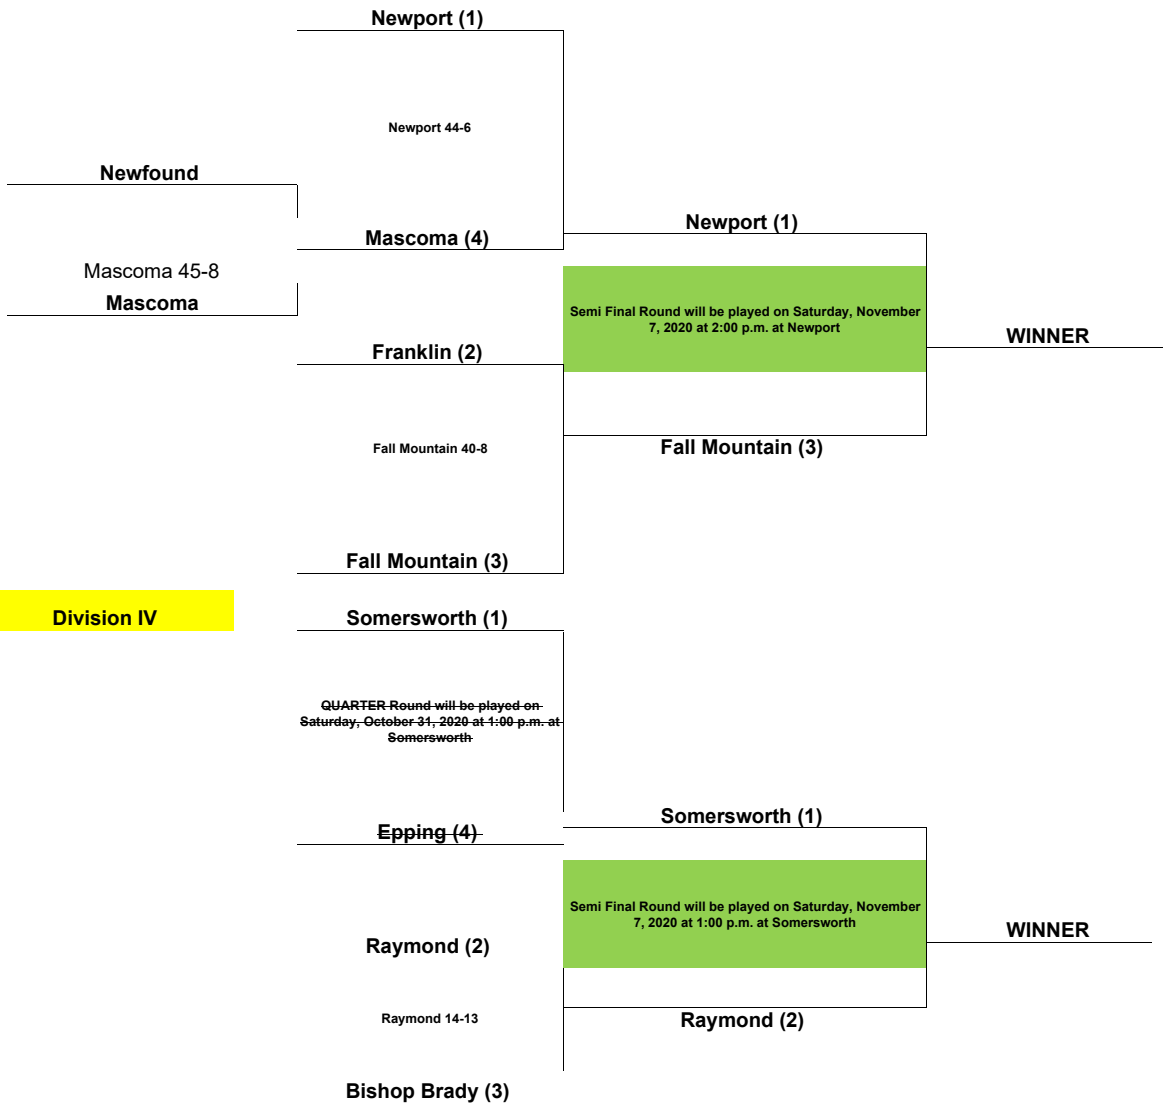 Newport (1)
Newport 44-6
Newfound
Mascoma (4)
Newport (1)
Mascoma 45-8
Mascoma
Semi Final Round will be played on Saturday, November
7, 2020 at 2:00 p.m. at Newport
WINNER
Franklin (2)
Fall Mountain 40-8
Fall Mountain (3)
Fall Mountain (3)
Division IV
Somersworth (1)
QUARTER Round will be played on
Saturday, October 31, 2020 at 1:00 p.m. at
Somersworth
Epping (4)
Somersworth (1)
Semi Final Round will be played on Saturday, November
7, 2020 at 1:00 p.m. at Somersworth
WINNER
Raymond (2)
Raymond 14-13
Raymond (2)
Bishop Brady (3)